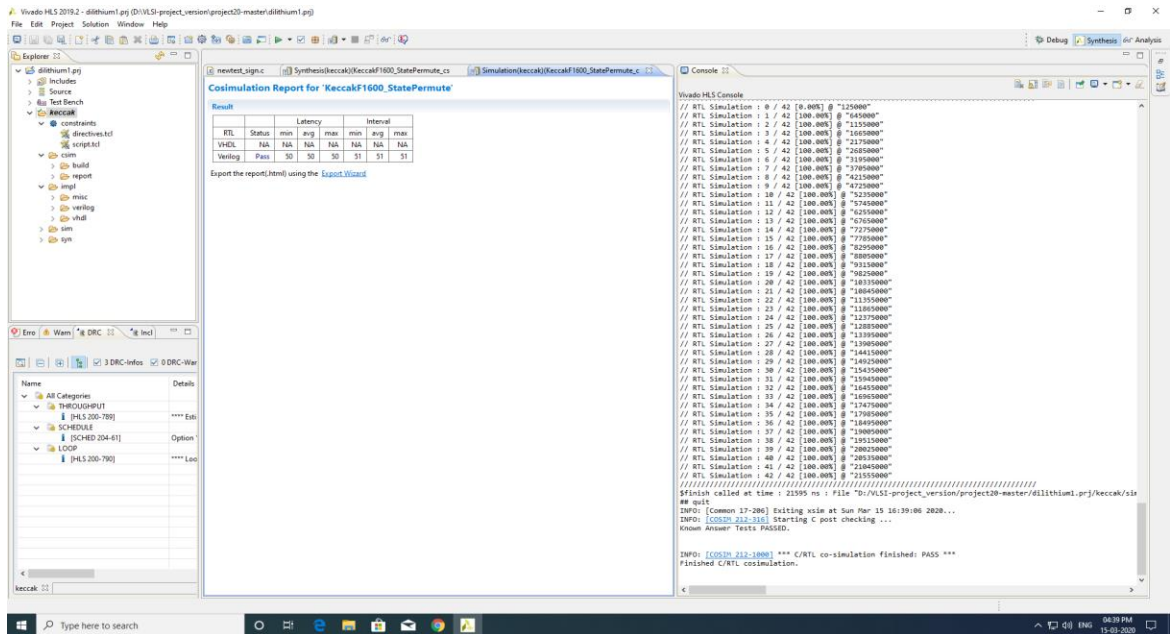 Vivado HLS 2019.2 - dilithium1.prj (D:\VLSI-project_version\project20-master\dilithium1.prj)
File Edit Project Solution Window Help
Debug Synthesis Analysis
Explorer
dilithium1.prj
Includes
Source
Test Bench
keccak
constraints
directives.tcl
script.tcl
csim
build
report
impl
misc
verilog
vhdl
sim
syn
Erro Warn DRC Incl
3 DRC-Infos 0 DRC-War
Name Details
All Categories
THROUGHPUT
[HLS 200-789] **** Esti
SCHEDULE
[SCHED 204-61] Option '
LOOP
[HLS 200-790] **** Loo
keccak
newtest_sign.c Synthesis(keccak)(KeccakF1600_StatePermute_cs Simulation(keccak)(KeccakF1600_StatePermute_c
Cosimulation Report for 'KeccakF1600_StatePermute'
Result
Latency Interval
RTL Status min avg max min avg max
VHDL NA NA NA NA NA NA NA
Verilog Pass 50 50 50 51 51 51
Export the report(.html) using the Export Wizard
Console
Vivado HLS Console
// RTL Simulation : 0 / 42 [0.00%] @ "125000"
// RTL Simulation : 1 / 42 [100.00%] @ "645000"
// RTL Simulation : 2 / 42 [100.00%] @ "1155000"
// RTL Simulation : 3 / 42 [100.00%] @ "1665000"
// RTL Simulation : 4 / 42 [100.00%] @ "2175000"
// RTL Simulation : 5 / 42 [100.00%] @ "2685000"
// RTL Simulation : 6 / 42 [100.00%] @ "3195000"
// RTL Simulation : 7 / 42 [100.00%] @ "3705000"
// RTL Simulation : 8 / 42 [100.00%] @ "4215000"
// RTL Simulation : 9 / 42 [100.00%] @ "4725000"
// RTL Simulation : 10 / 42 [100.00%] @ "5235000"
// RTL Simulation : 11 / 42 [100.00%] @ "5745000"
// RTL Simulation : 12 / 42 [100.00%] @ "6255000"
// RTL Simulation : 13 / 42 [100.00%] @ "6765000"
// RTL Simulation : 14 / 42 [100.00%] @ "7275000"
// RTL Simulation : 15 / 42 [100.00%] @ "7785000"
// RTL Simulation : 16 / 42 [100.00%] @ "8295000"
// RTL Simulation : 17 / 42 [100.00%] @ "8805000"
// RTL Simulation : 18 / 42 [100.00%] @ "9315000"
// RTL Simulation : 19 / 42 [100.00%] @ "9825000"
// RTL Simulation : 20 / 42 [100.00%] @ "10335000"
// RTL Simulation : 21 / 42 [100.00%] @ "10845000"
// RTL Simulation : 22 / 42 [100.00%] @ "11355000"
// RTL Simulation : 23 / 42 [100.00%] @ "11865000"
// RTL Simulation : 24 / 42 [100.00%] @ "12375000"
// RTL Simulation : 25 / 42 [100.00%] @ "12885000"
// RTL Simulation : 26 / 42 [100.00%] @ "13395000"
// RTL Simulation : 27 / 42 [100.00%] @ "13905000"
// RTL Simulation : 28 / 42 [100.00%] @ "14415000"
// RTL Simulation : 29 / 42 [100.00%] @ "14925000"
// RTL Simulation : 30 / 42 [100.00%] @ "15435000"
// RTL Simulation : 31 / 42 [100.00%] @ "15945000"
// RTL Simulation : 32 / 42 [100.00%] @ "16455000"
// RTL Simulation : 33 / 42 [100.00%] @ "16965000"
// RTL Simulation : 34 / 42 [100.00%] @ "17475000"
// RTL Simulation : 35 / 42 [100.00%] @ "17985000"
// RTL Simulation : 36 / 42 [100.00%] @ "18495000"
// RTL Simulation : 37 / 42 [100.00%] @ "19005000"
// RTL Simulation : 38 / 42 [100.00%] @ "19515000"
// RTL Simulation : 39 / 42 [100.00%] @ "20025000"
// RTL Simulation : 40 / 42 [100.00%] @ "20535000"
// RTL Simulation : 41 / 42 [100.00%] @ "21045000"
// RTL Simulation : 42 / 42 [100.00%] @ "21555000"
////////////////////////////////////////////////////////////////////////////////////
$finish called at time : 21595 ns : File "D:/VLSI-project_version/project20-master/dilithium1.prj/keccak/sim
## quit
INFO: [Common 17-206] Exiting xsim at Sun Mar 15 16:39:06 2020...
INFO: [COSIM 212-316] Starting C post checking ...
Known Answer Tests PASSED.
INFO: [COSIM 212-1000] *** C/RTL co-simulation finished: PASS ***
Finished C/RTL cosimulation.
Type here to search
ENG 04:39 PM
15-03-2020